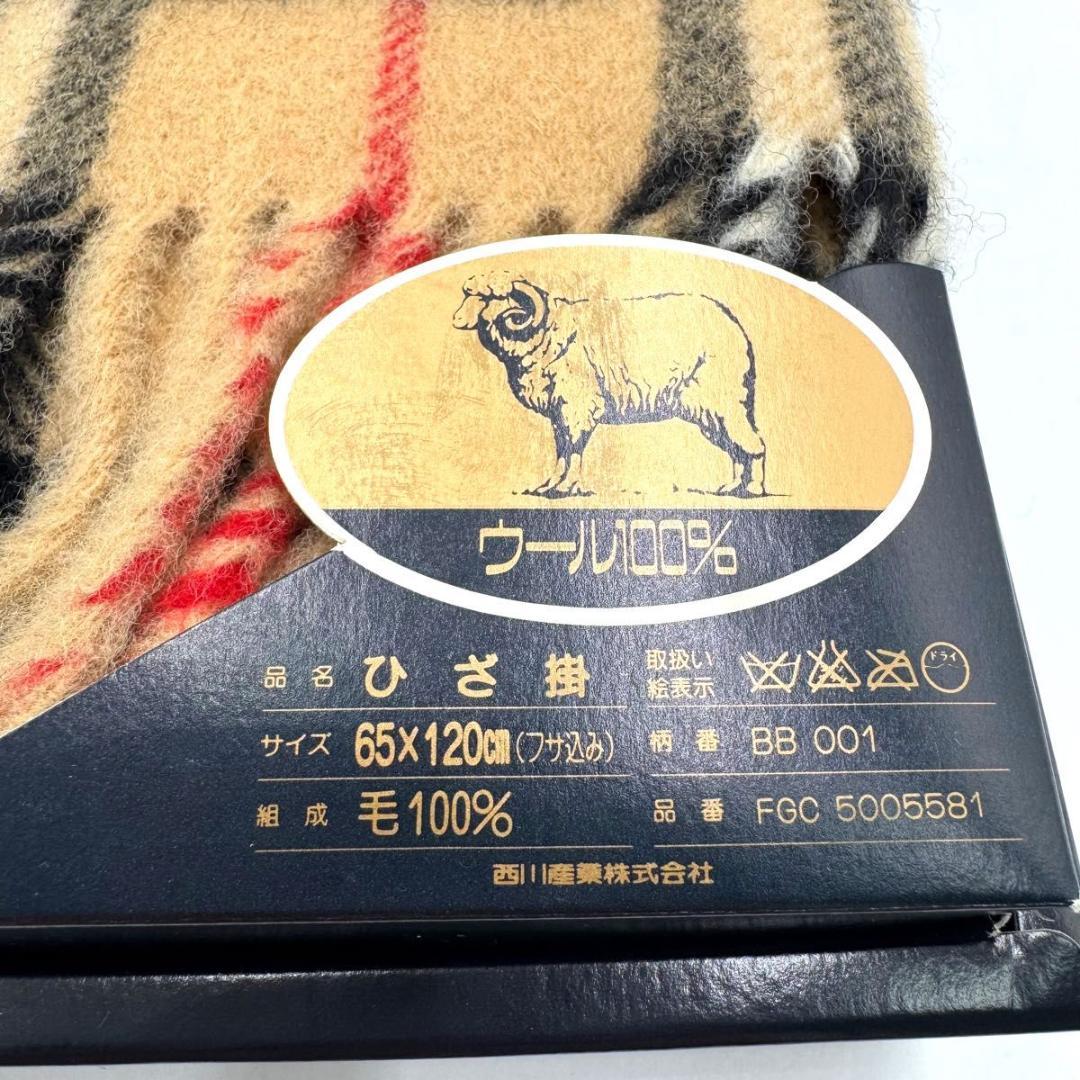 ウール100%
品名 ひざ掛
取扱い
絵表示
ドライ
サイズ 65×120cm(フサ込み)
柄番 BB 001
組成 毛100%
品番 FGC 5005581
西川産業株式会社